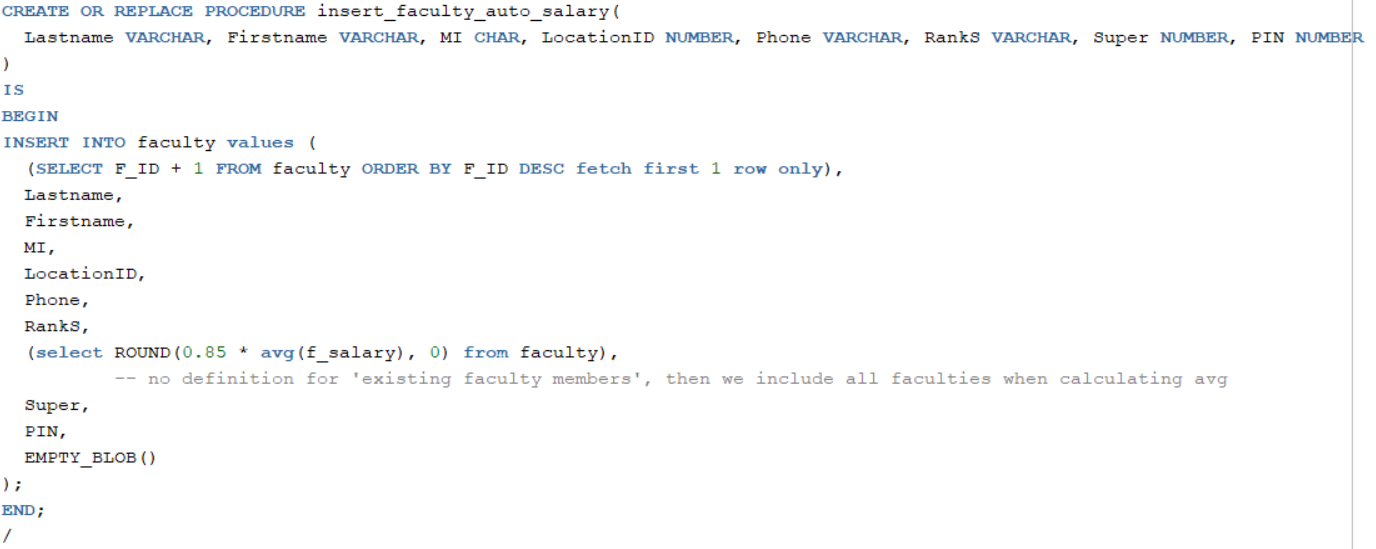 CREATE OR REPLACE PROCEDURE insert_faculty_auto_salary(
Lastname VARCHAR, Firstname VARCHAR, MI CHAR, LocationID NUMBER, Phone VARCHAR, RankS VARCHAR, Super NUMBER, PIN NUMBER
)
IS
BEGIN
INSERT INTO faculty values (
(SELECT F_ID + 1 FROM faculty ORDER BY F_ID DESC fetch first 1 row only),
Lastname,
Firstname,
MI,
LocationID,
Phone,
RankS,
(select ROUND(0.85 * avg(f_salary), 0) from faculty),
-- no definition for 'existing faculty members', then we include all faculties when calculating avg
Super,
PIN,
EMPTY_BLOB()
);
END;
/